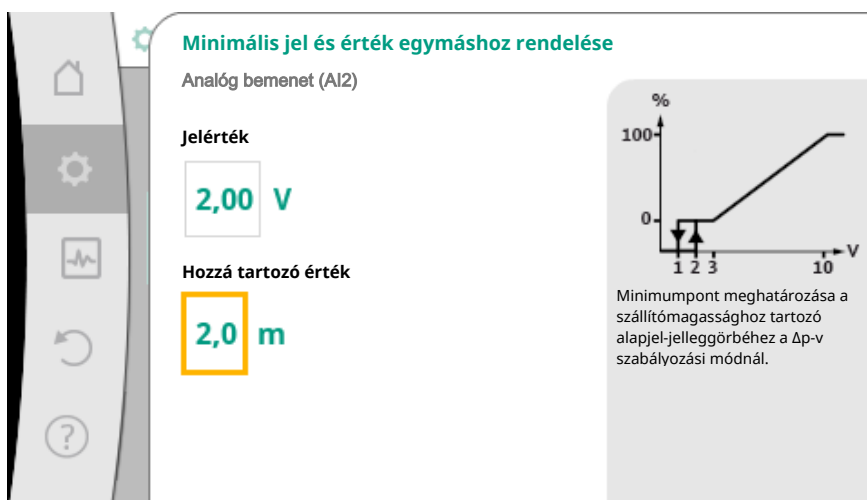 Minimális jel és érték egymáshoz rendelése
Analóg bemenet (AI2)
Jelérték
2,00 V
Hozzá tartozó érték
2,0 m
%
100
0
1 2 3 10 V
Minimumpont meghatározása a
szállítómagassághoz tartozó
alapjel-jelleggörbéhez a Δp-v
szabályozási módnál.
?